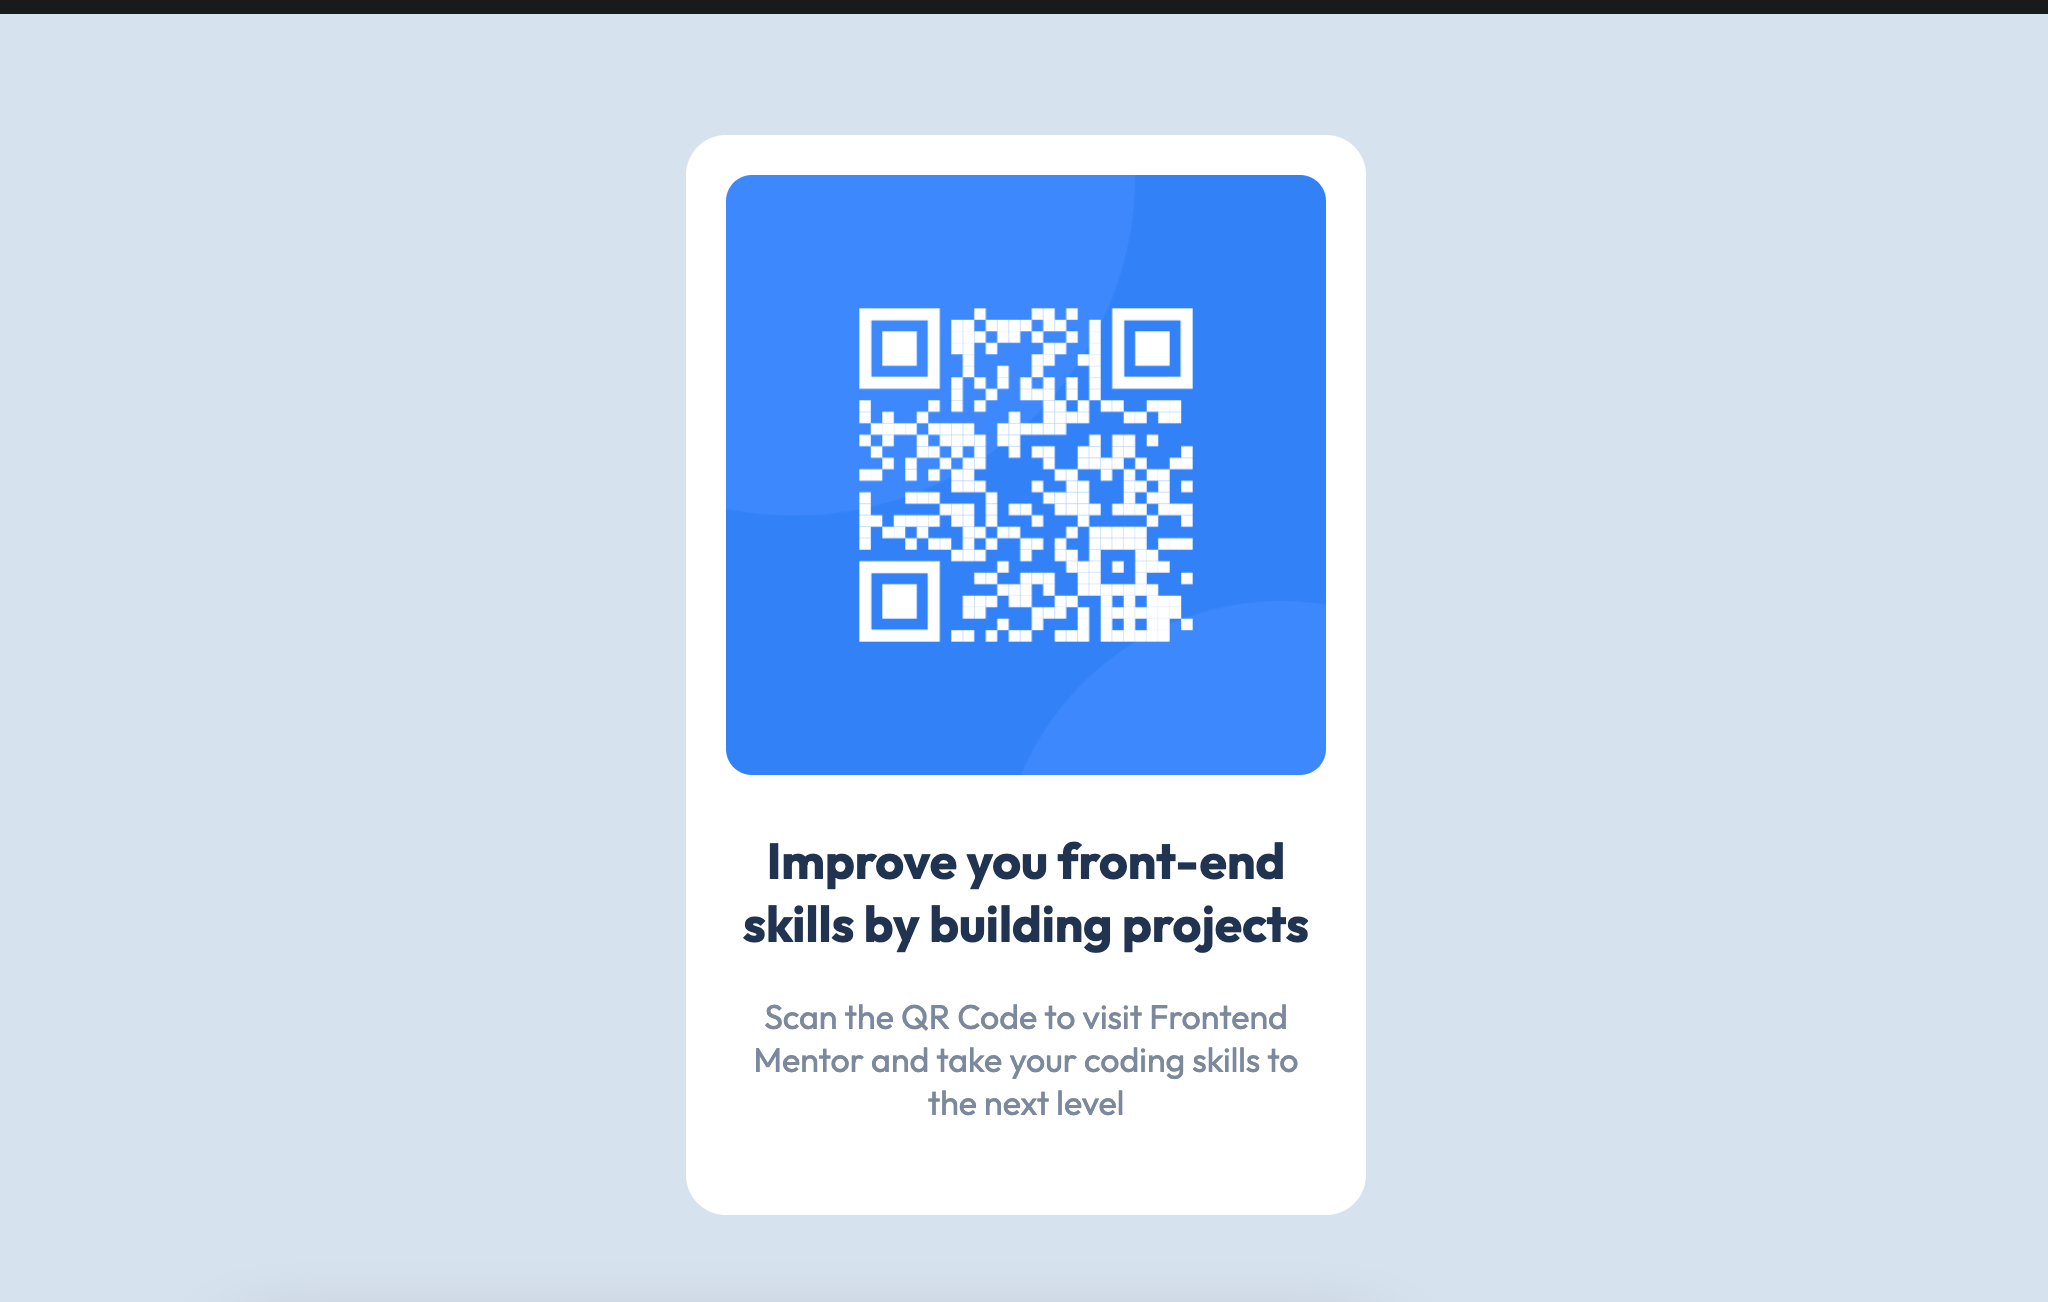 Improve you front-end
skills by building projects
Scan the QR Code to visit Frontend
Mentor and take your coding skills to
the next level